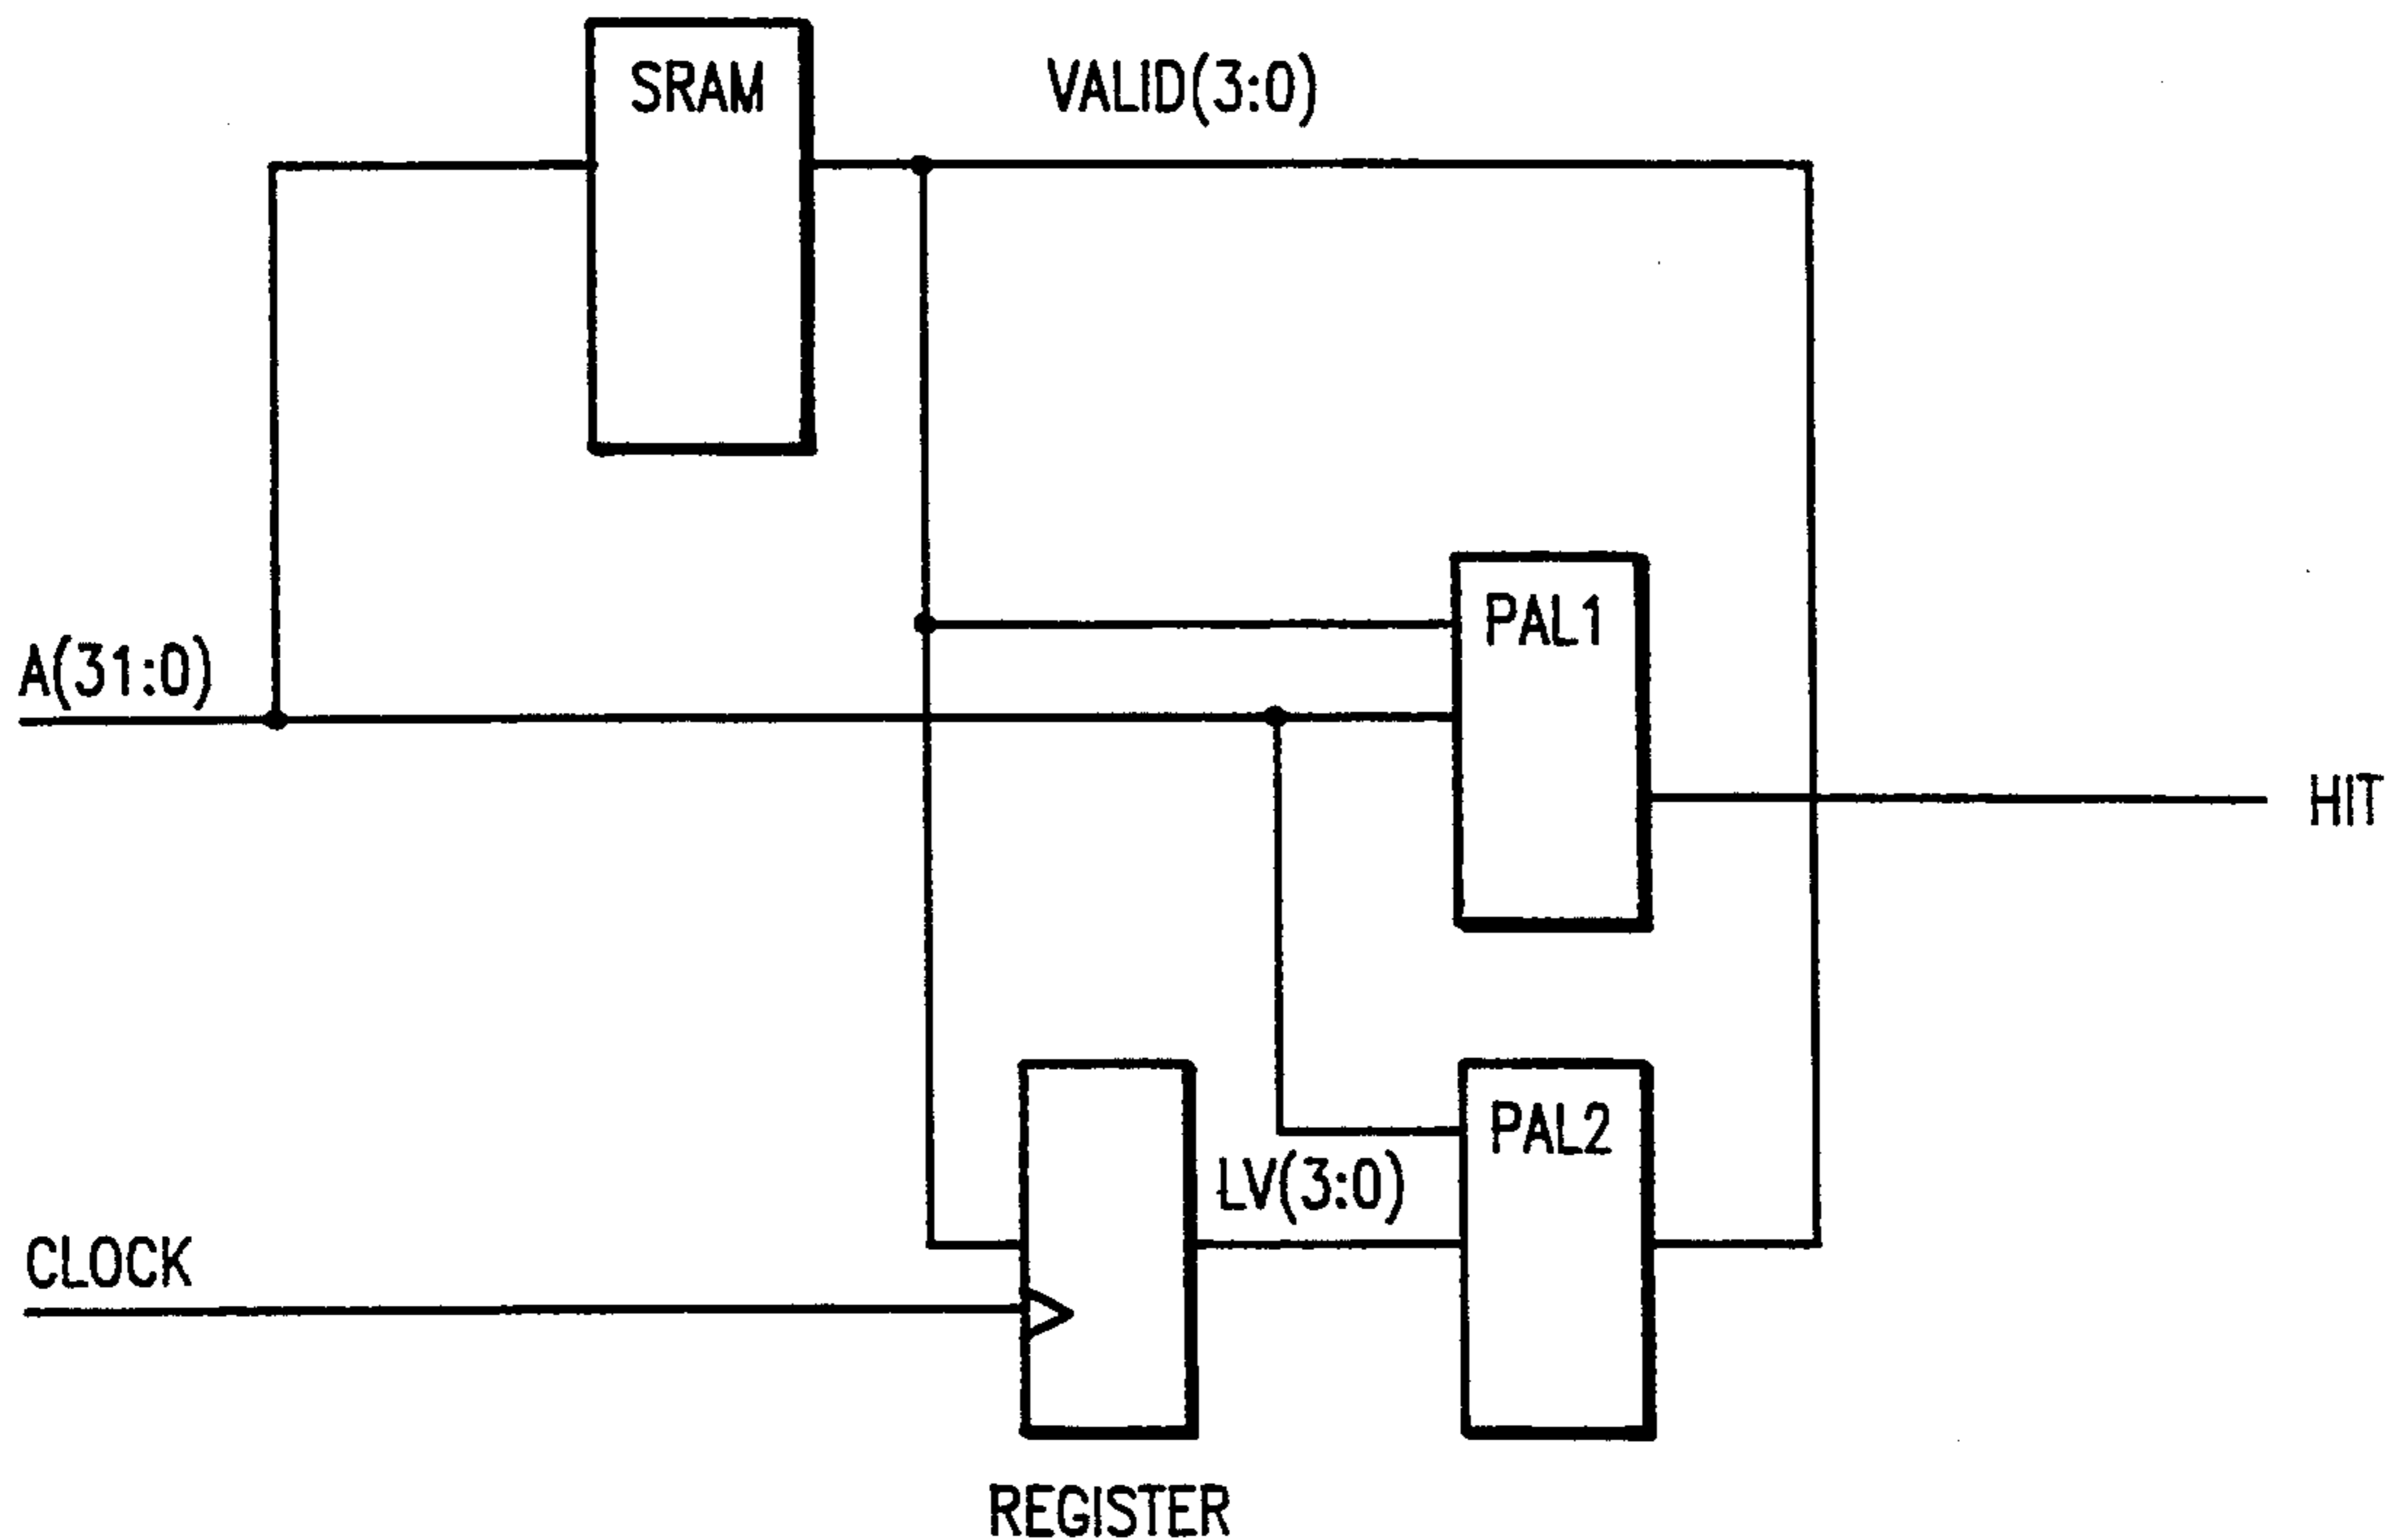 SRAM
VALID(3:0)
PAL1
A(31:0)
HIT
PAL2
LV(3:0)
CLOCK
REGISTER